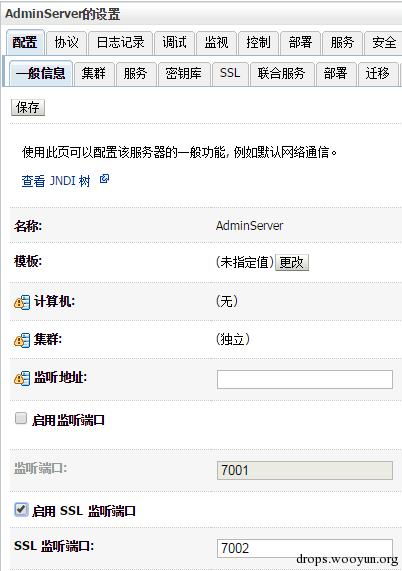 AdminServer的设置
配置 协议 日志记录 调试 监视 控制 部署 服务 安全
一般信息 集群 服务 密钥库 SSL 联合服务 部署 迁移
保存
使用此页可以配置该服务器的一般功能, 例如默认网络通信。
查看 JNDI 树
名称: AdminServer
模板: (未指定值) 更改
计算机: (无)
集群: (独立)
监听地址:
启用监听端口
监听端口: 7001
启用 SSL 监听端口
SSL 监听端口: 7002
drops.wooyun.org